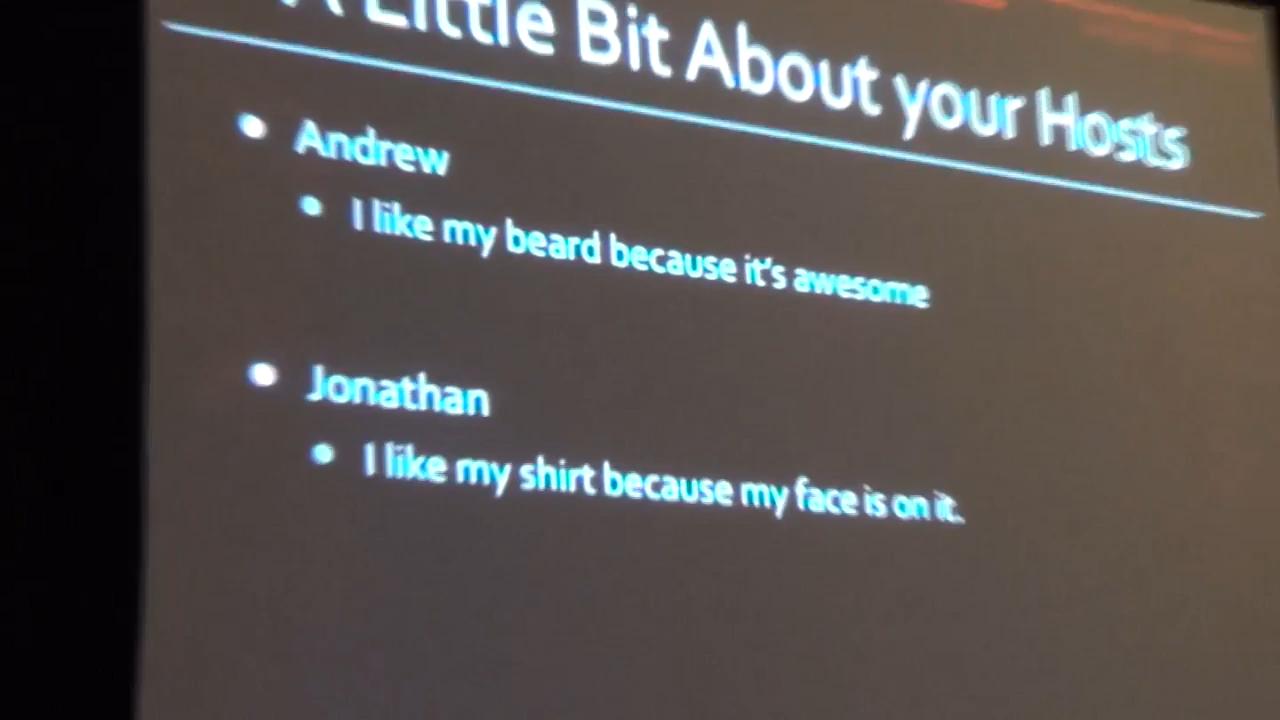 A Little Bit About your Hosts
Andrew
I like my beard because it's awesome
Jonathan
I like my shirt because my face is on it.